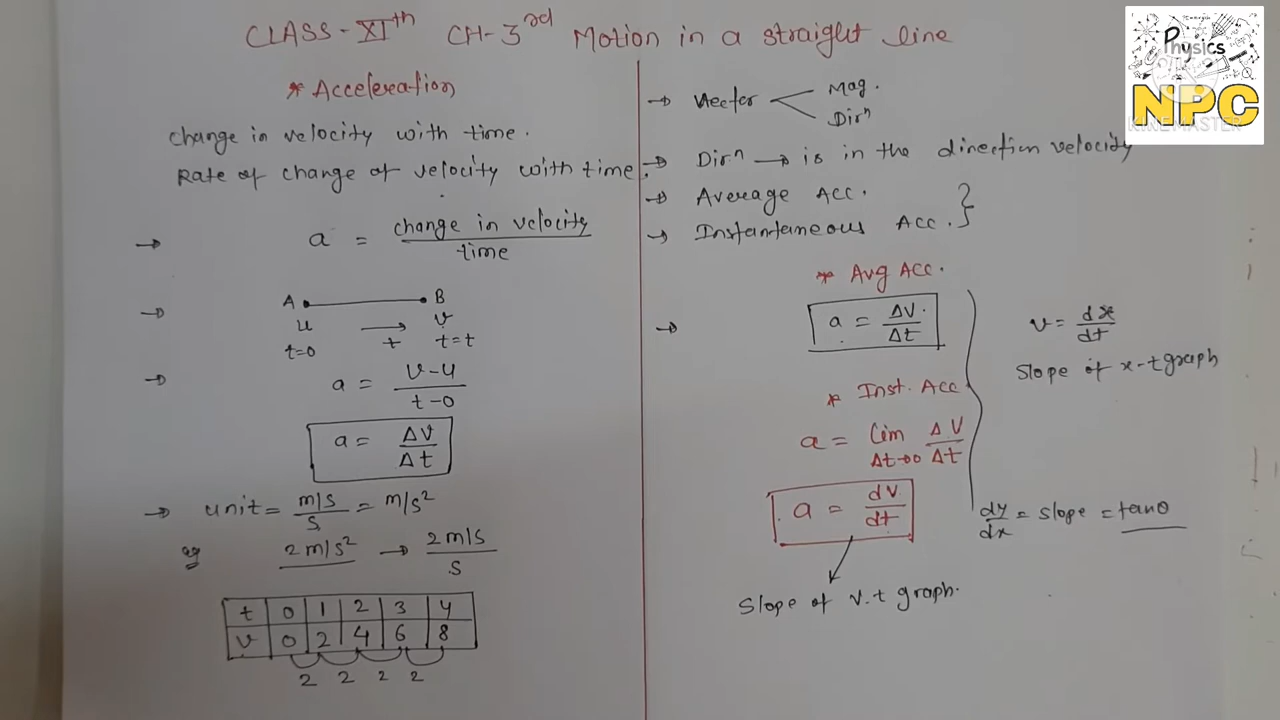 CLASS-XIth CH-3rd Motion in a straight line
* Acceleration
change in velocity with time.
Rate of change of velocity with time.
→ a = change in velocity / time
→ A B
u → v
t=0 t t=t
→ a = v-u / t-0
a = Δv / Δt
→ unit = m/s / s = m/s²
eg 2 m/s² → 2 m/s / s
t 0 1 2 3 4
v 0 2 4 6 8
2 2 2 2
→ Vector Mag.
Dirⁿ
→ Dirⁿ → is in the direction velocity
→ Average Acc.
→ Instantaneous Acc. }
* Avg Acc.
→ a = Δv. / Δt
* Inst. Acc.
a = Lim Δt→0 ΔV / Δt
a = dv / dt
Slope of v-t graph.
v = dx / dt
Slope of x-t graph
dy / dx = slope = tanθ
Physics
NPC
KINEMASTER